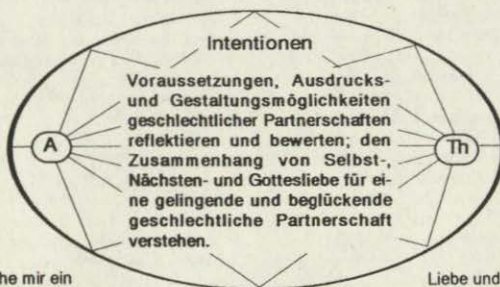 Intentionen
Voraussetzungen, Ausdrucks-
und Gestaltungsmöglichkeiten
geschlechtlicher Partnerschaften
reflektieren und bewerten; den
Zusammenhang von Selbst-,
Nächsten- und Gottesliebe für ei-
ne gelingende und beglückende
geschlechtliche Partnerschaft
verstehen.
A
Th
he mir ein
Liebe und